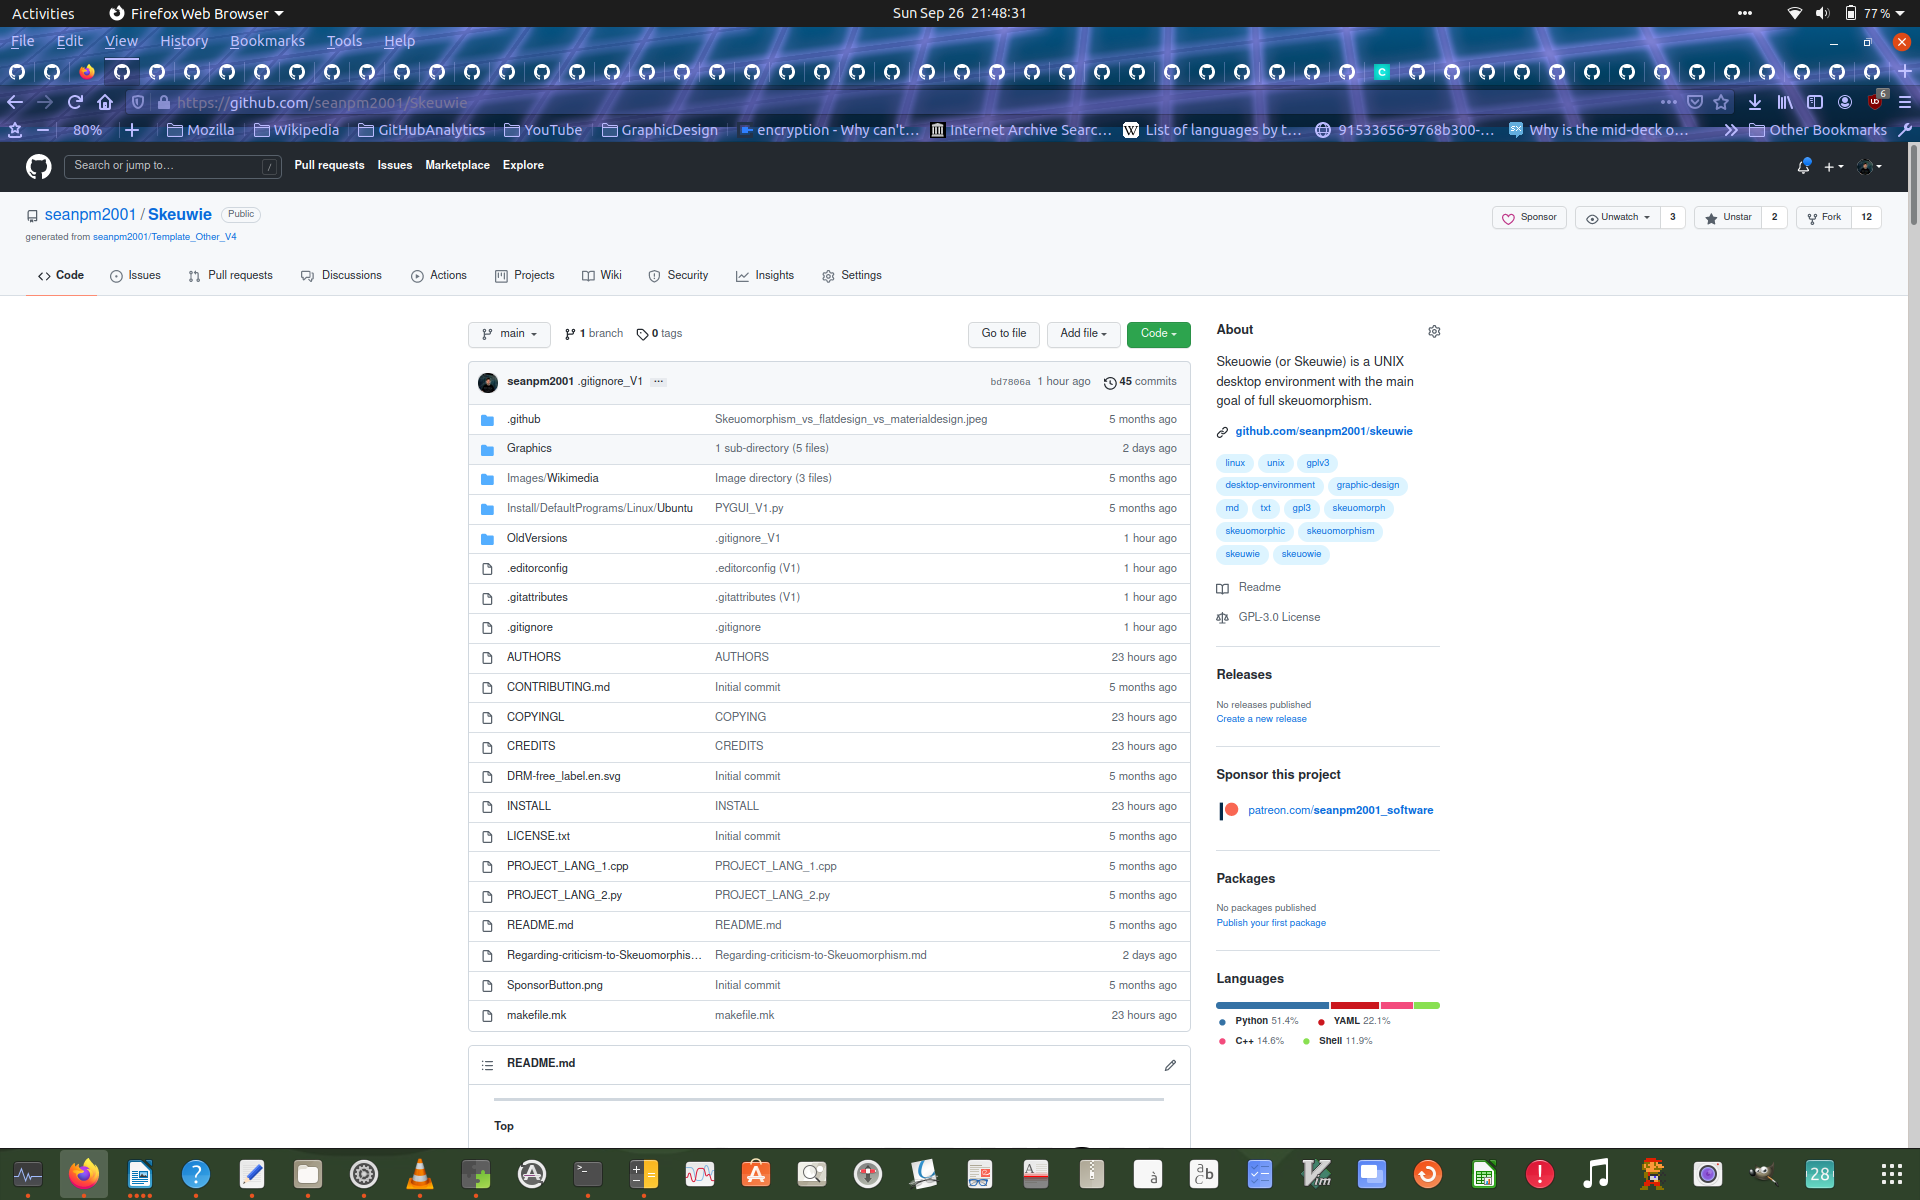 Activities Firefox Web Browser Sun Sep 26 21:48:31 77 %
File Edit View History Bookmarks Tools Help
C
https://github.com/seanpm2001/Skeuwie 6
80% Mozilla Wikipedia GitHubAnalytics YouTube GraphicDesign encryption - Why can't… Internet Archive Searc… W List of languages by t… 91533656-9768b300-… Why is the mid-deck o… Other Bookmarks
Search or jump to… / Pull requests Issues Marketplace Explore
seanpm2001 / Skeuwie Public Sponsor Unwatch 3 Unstar 2 Fork 12
generated from seanpm2001/Template_Other_V4
Code Issues Pull requests Discussions Actions Projects Wiki Security Insights Settings
main 1 branch 0 tags Go to file Add file Code
seanpm2001 .gitignore_V1 … bd7806a 1 hour ago 45 commits
.github Skeuomorphism_vs_flatdesign_vs_materialdesign.jpeg 5 months ago
Graphics 1 sub-directory (5 files) 2 days ago
Images/Wikimedia Image directory (3 files) 5 months ago
Install/DefaultPrograms/Linux/Ubuntu PYGUI_V1.py 5 months ago
OldVersions .gitignore_V1 1 hour ago
.editorconfig .editorconfig (V1) 1 hour ago
.gitattributes .gitattributes (V1) 1 hour ago
.gitignore .gitignore 1 hour ago
AUTHORS AUTHORS 23 hours ago
CONTRIBUTING.md Initial commit 5 months ago
COPYINGL COPYING 23 hours ago
CREDITS CREDITS 23 hours ago
DRM-free_label.en.svg Initial commit 5 months ago
INSTALL INSTALL 23 hours ago
LICENSE.txt Initial commit 5 months ago
PROJECT_LANG_1.cpp PROJECT_LANG_1.cpp 5 months ago
PROJECT_LANG_2.py PROJECT_LANG_2.py 5 months ago
README.md README.md 5 months ago
Regarding-criticism-to-Skeuomorphis… Regarding-criticism-to-Skeuomorphism.md 2 days ago
SponsorButton.png Initial commit 5 months ago
makefile.mk makefile.mk 23 hours ago
README.md
Top
About
Skeuowie (or Skeuwie) is a UNIX
desktop environment with the main
goal of full skeuomorphism.
github.com/seanpm2001/skeuwie
linux unix gplv3
desktop-environment graphic-design
md txt gpl3 skeuomorph
skeuomorphic skeuomorphism
skeuwie skeuowie
Readme
GPL-3.0 License
Releases
No releases published
Create a new release
Sponsor this project
patreon.com/seanpm2001_software
Packages
No packages published
Publish your first package
Languages
Python 51.4% YAML 22.1%
C++ 14.6% Shell 11.9%
28